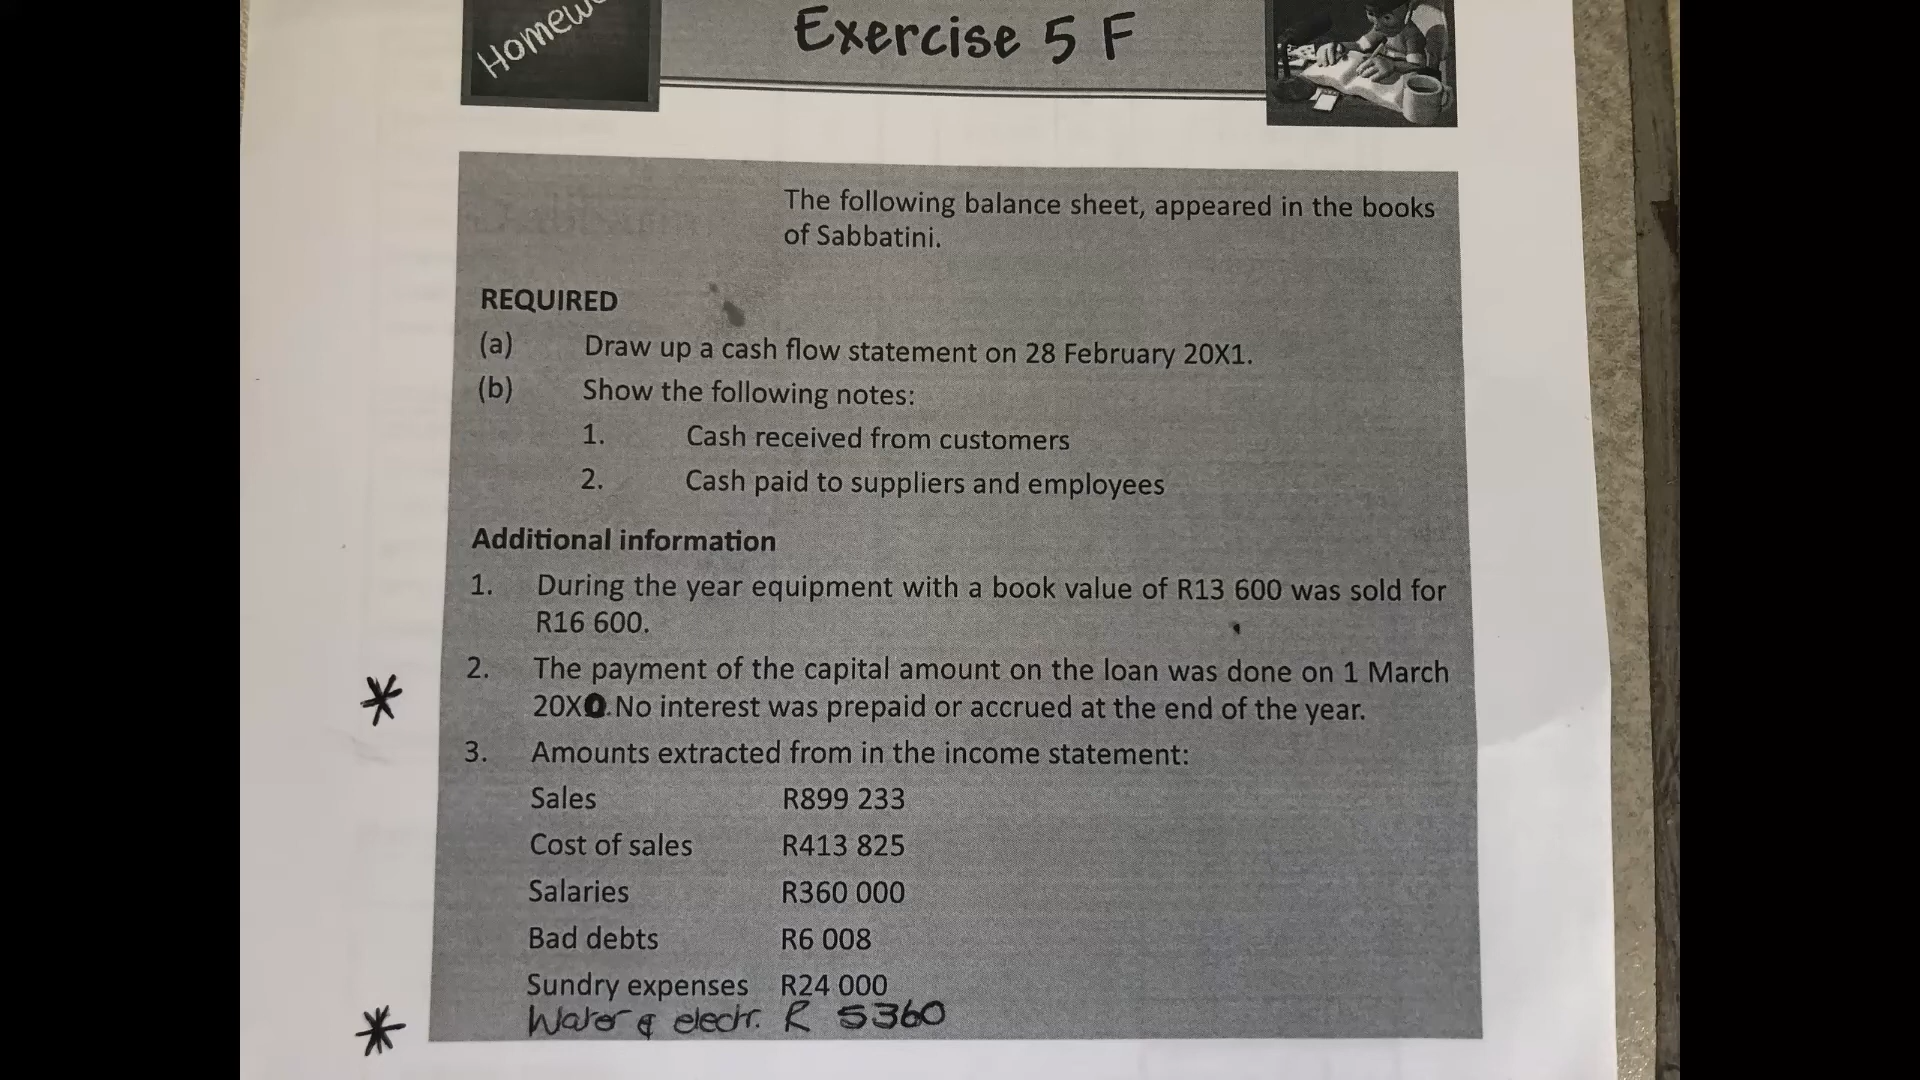 Exercise 5 F
The following balance sheet, appeared in the books
of Sabbatini.
REQUIRED
(a) Draw up a cash flow statement on 28 February 20X1.
(b) Show the following notes:
1. Cash received from customers
2. Cash paid to suppliers and employees
Additional information
1. During the year equipment with a book value of R13 600 was sold for
R16 600.
2. The payment of the capital amount on the loan was done on 1 March
20X0. No interest was prepaid or accrued at the end of the year.
3. Amounts extracted from in the income statement:
Sales R899 233
Cost of sales R413 825
Salaries R360 000
Bad debts R6 008
Sundry expenses R24 000
Water & electr. R 5360